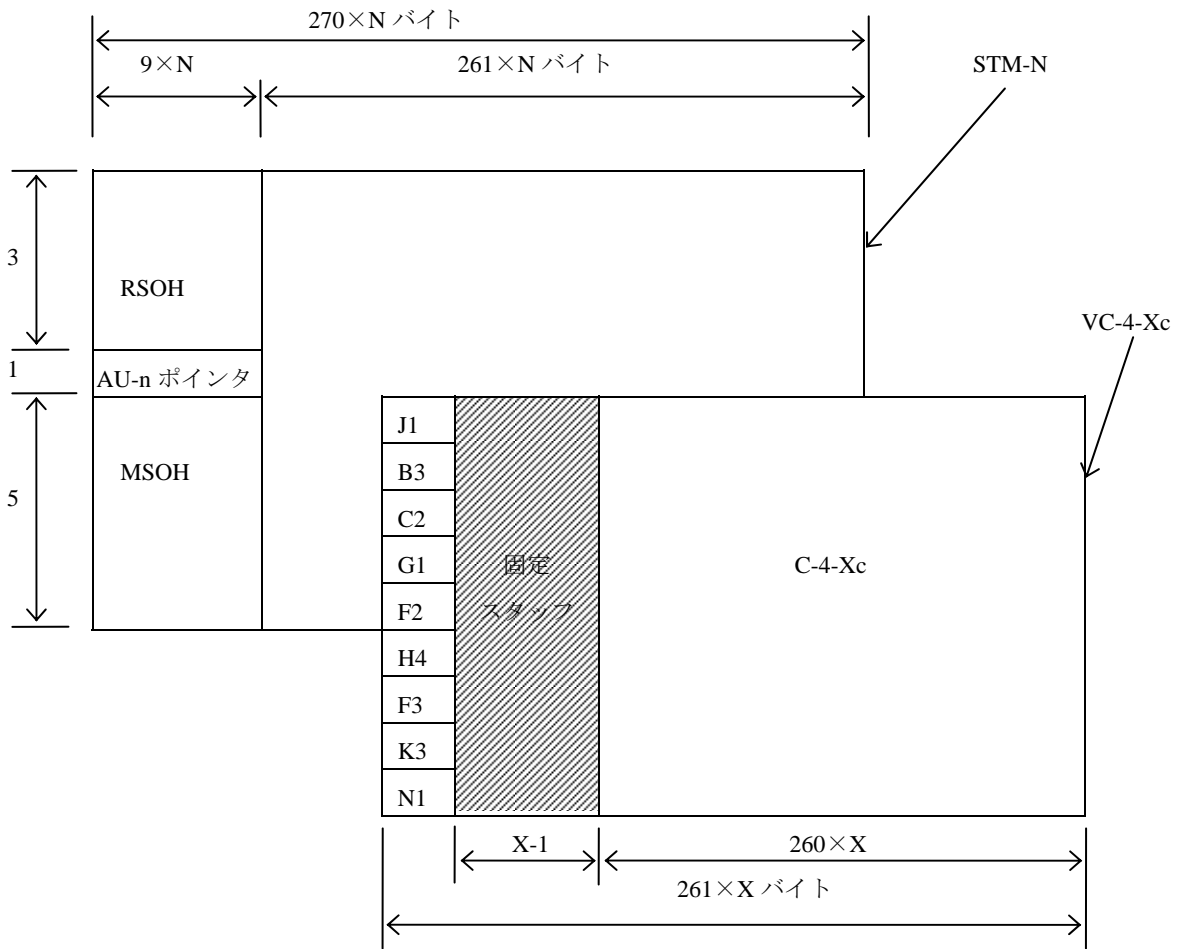 270×N バイト
9×N
261×N バイト
STM-N
3
RSOH
VC-4-Xc
1
AU-n ポインタ
J1
MSOH
B3
5
C2
G1
固定
C-4-Xc
F2
スタッフ
H4
F3
K3
N1
X-1
260×X
261×X バイト